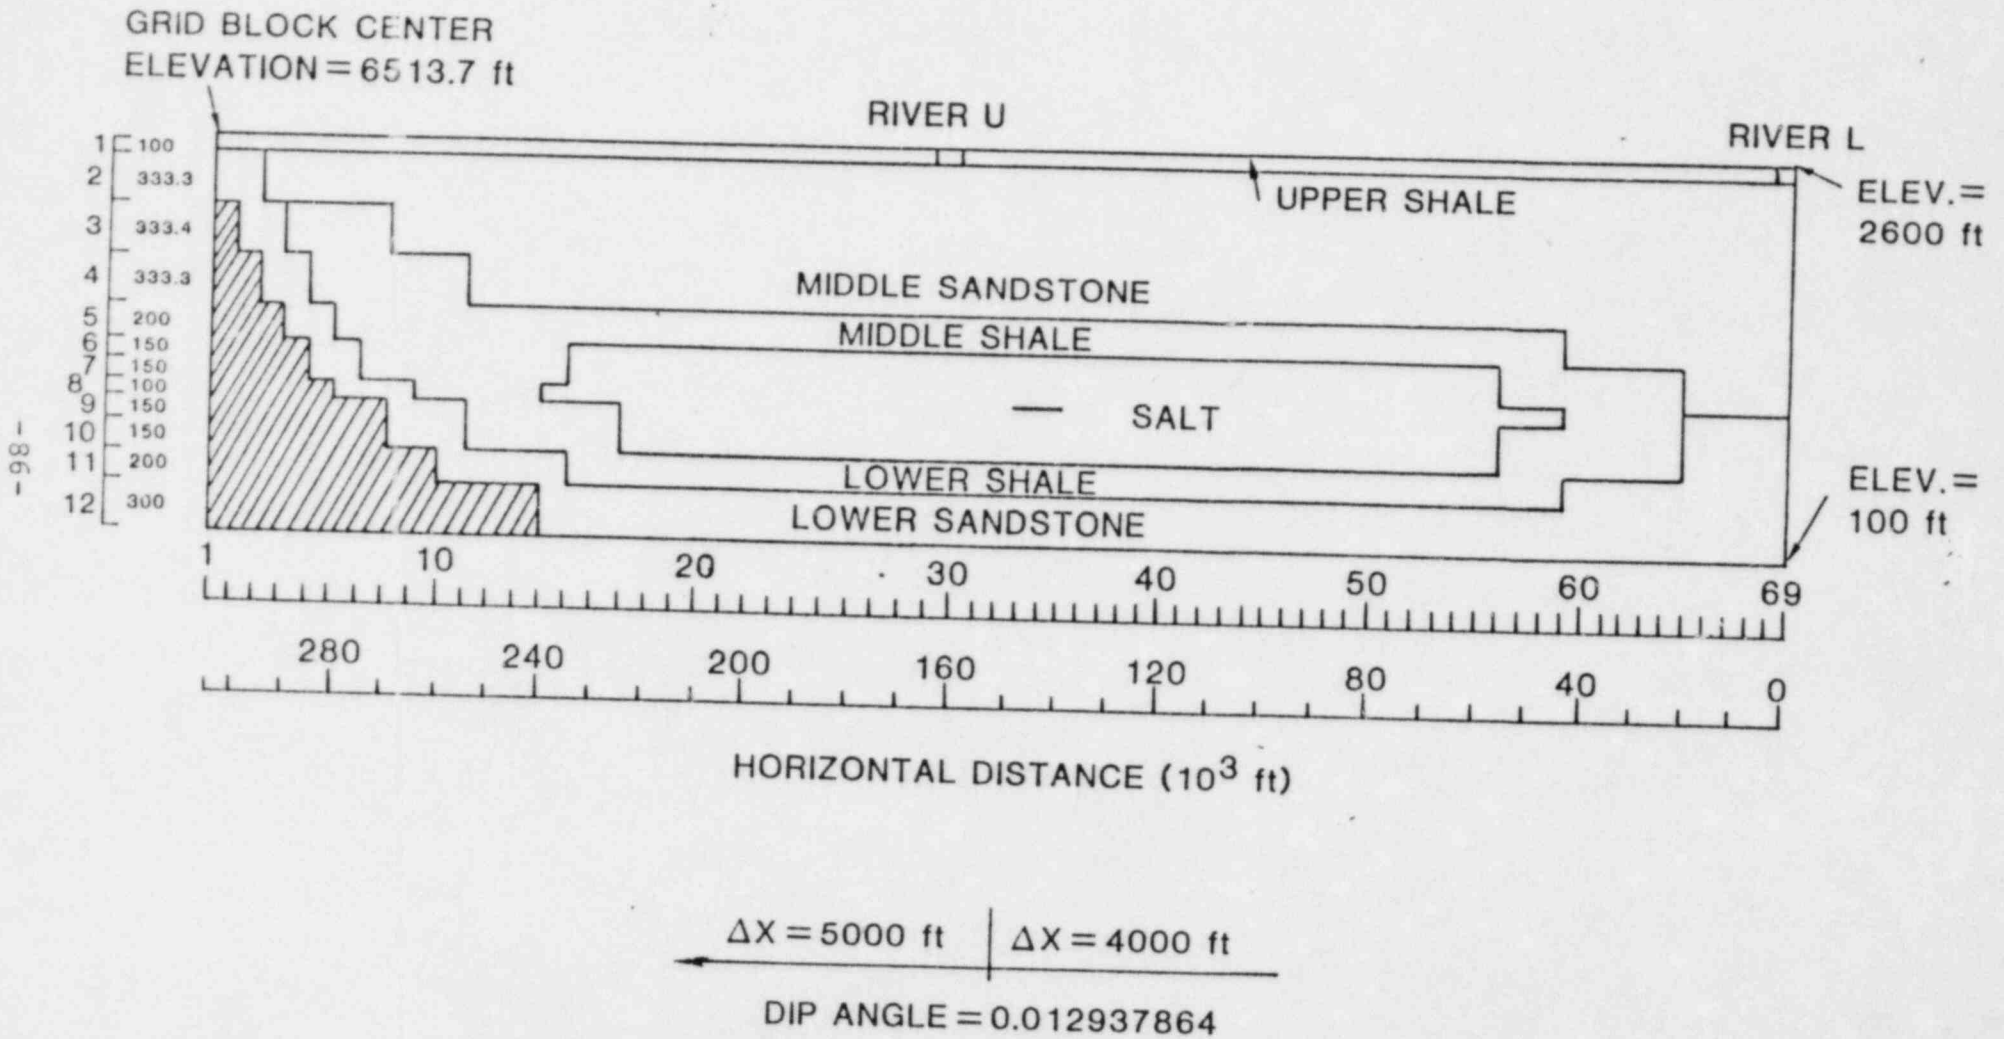 GRID BLOCK CENTER
ELEVATION = 6513.7 ft
RIVER U
RIVER L
1 100
2 333.3
3 333.4
4 333.3
5 200
6 150
7 150
8 100
9 150
10 150
11 200
12 300
UPPER SHALE
ELEV. =
2600 ft
MIDDLE SANDSTONE
MIDDLE SHALE
SALT
LOWER SHALE
LOWER SANDSTONE
ELEV. =
100 ft
-86-
1 10 20 30 40 50 60 69
280 240 200 160 120 80 40 0
HORIZONTAL DISTANCE (10³ ft)
ΔX = 5000 ft ΔX = 4000 ft
DIP ANGLE = 0.012937864